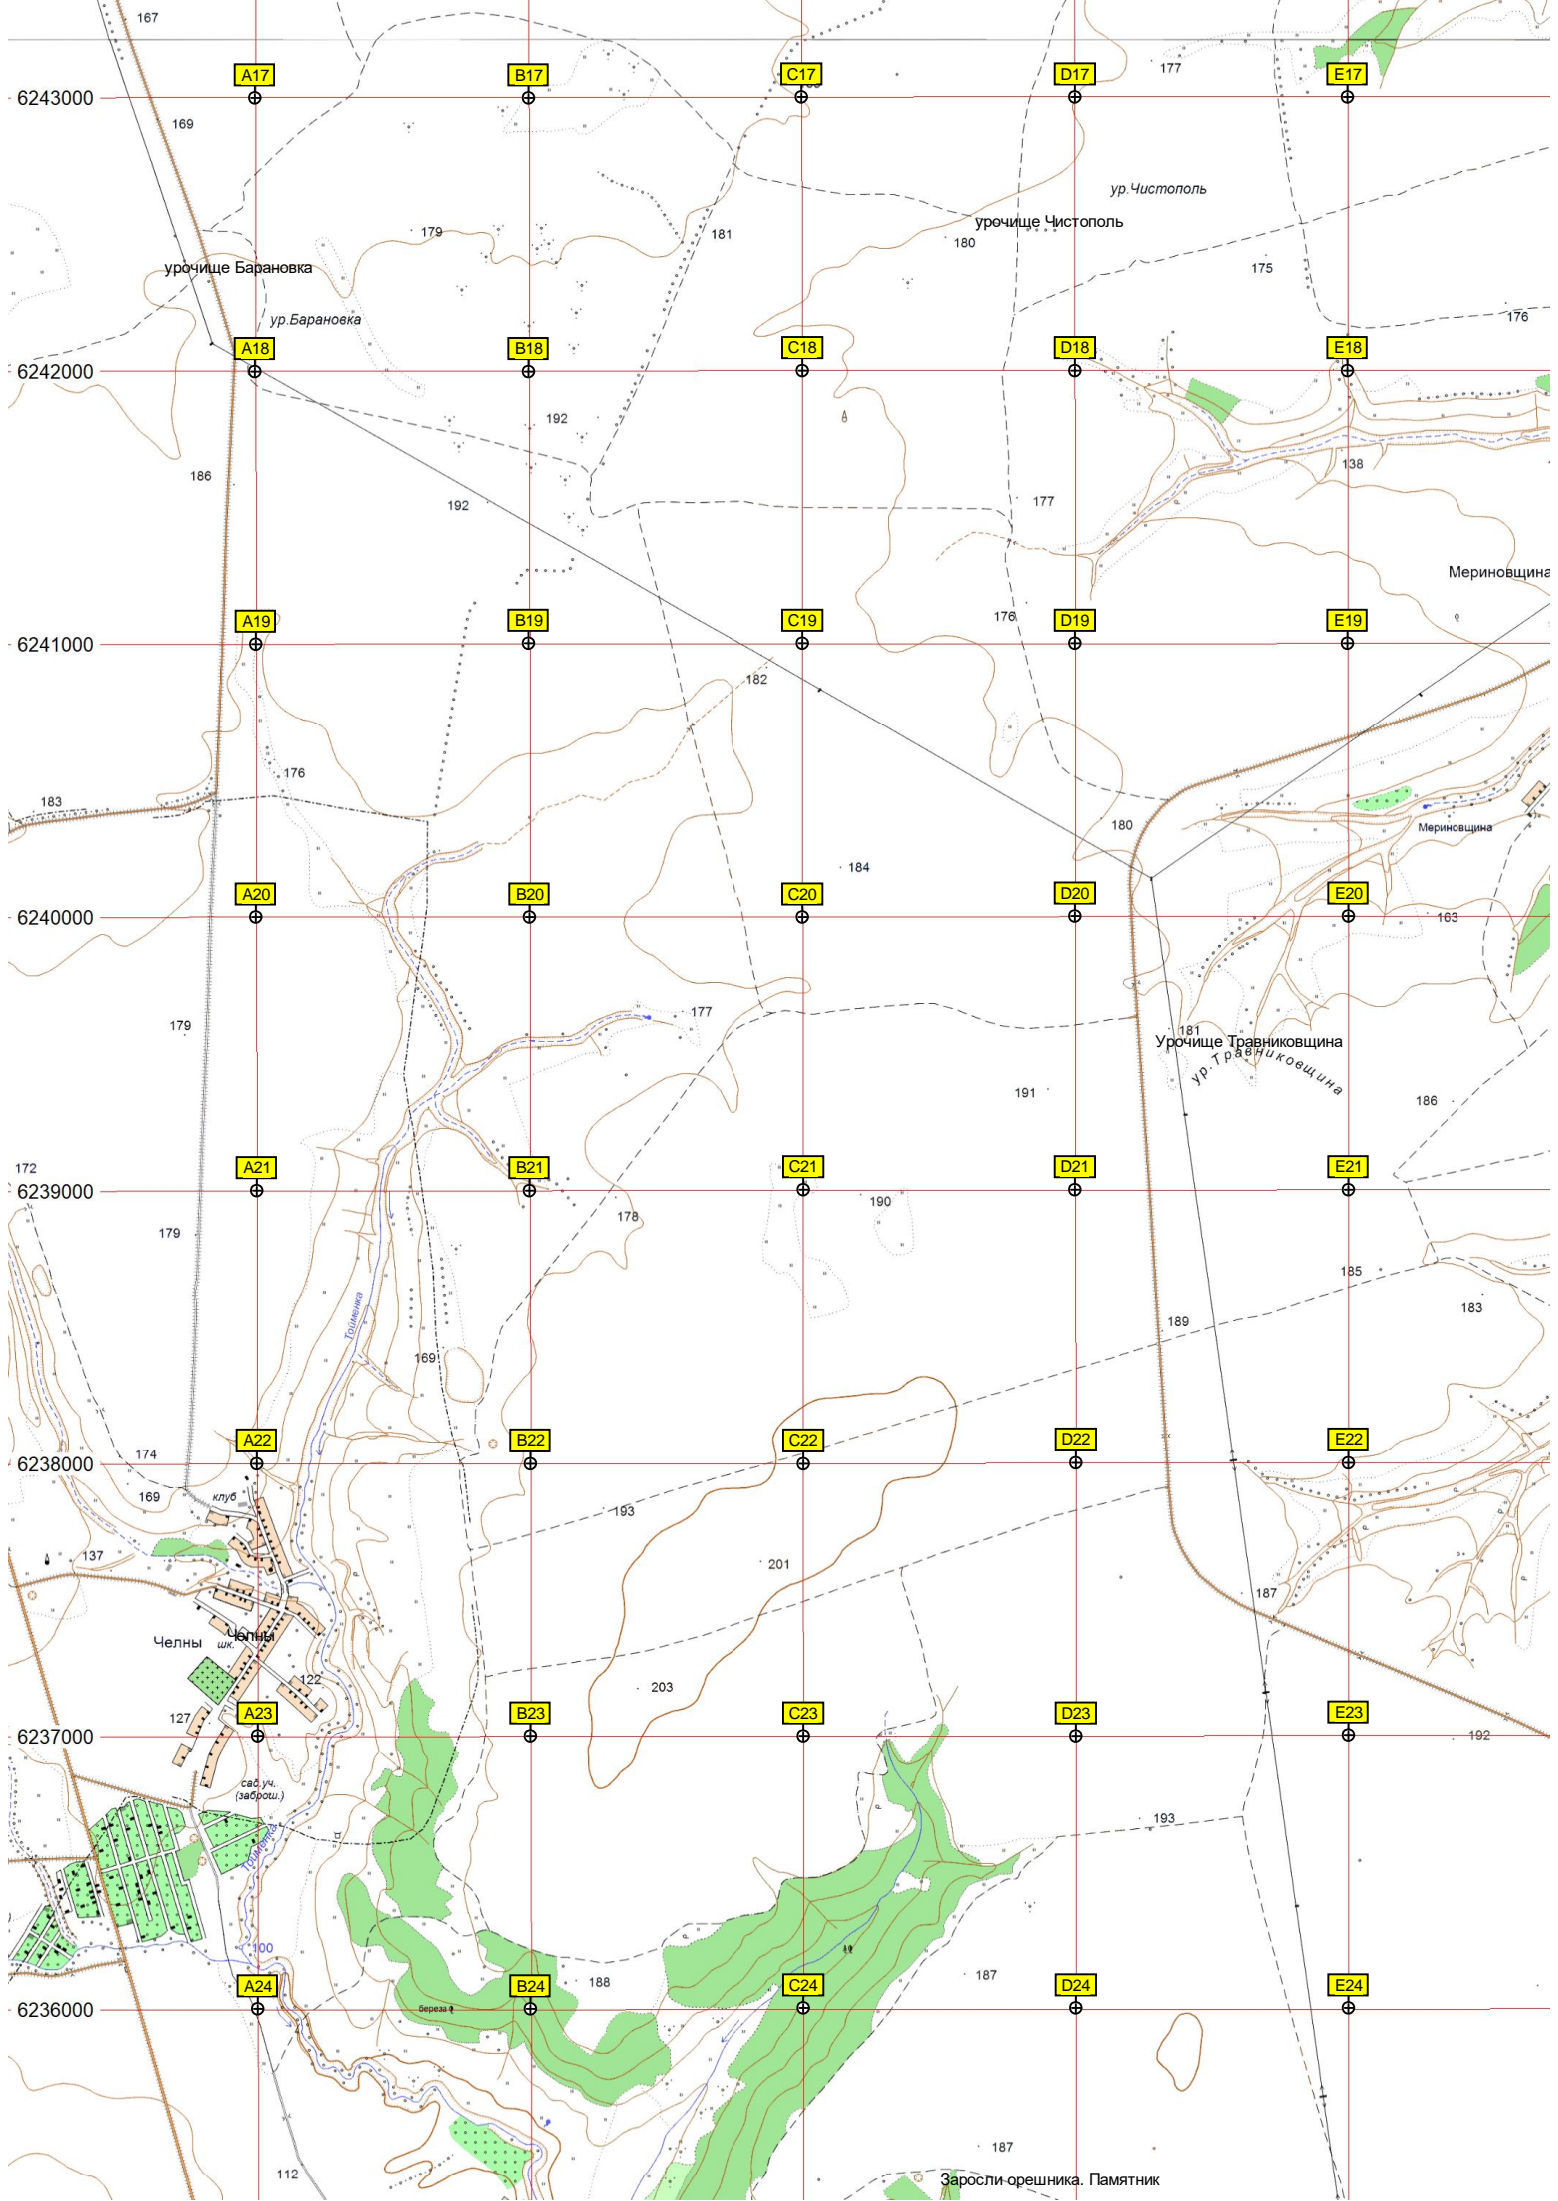 167
177
A17
B17
C17
D17
E17
6243000
169
ур.Чистополь
урочище Чистополь
179
181
180
175
урочище Барановка
ур.Барановка
176
A18
B18
C18
D18
E18
6242000
192
138
186
192
177
Мериновщина
176
A19
B19
C19
D19
E19
6241000
182
176
183
180
Мериновщина
184
A20
B20
C20
D20
E20
6240000
163
177
179
181
Урочище Травниковщина
ур.Травниковщина
191
186
172
A21
B21
C21
D21
E21
6239000
190
178
179
185
183
Тойменка
189
169
174
A22
B22
C22
D22
E22
6238000
169
клуб
193
137
201
187
Челны
шк.
Челны
122
203
127
A23
B23
C23
D23
E23
6237000
192
сад.уч.
(заброш.)
193
Тойменка
100
188
187
A24
B24
C24
D24
E24
6236000
береза
187
112
Заросли орешника. Памятник